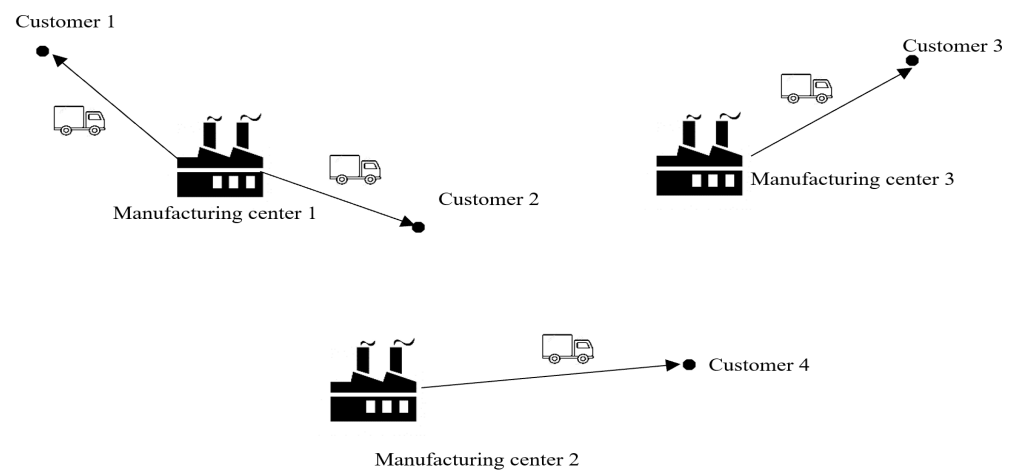 Customer 1
Customer 3
Manufacturing center 3
Customer 2
Manufacturing center 1
Customer 4
Manufacturing center 2